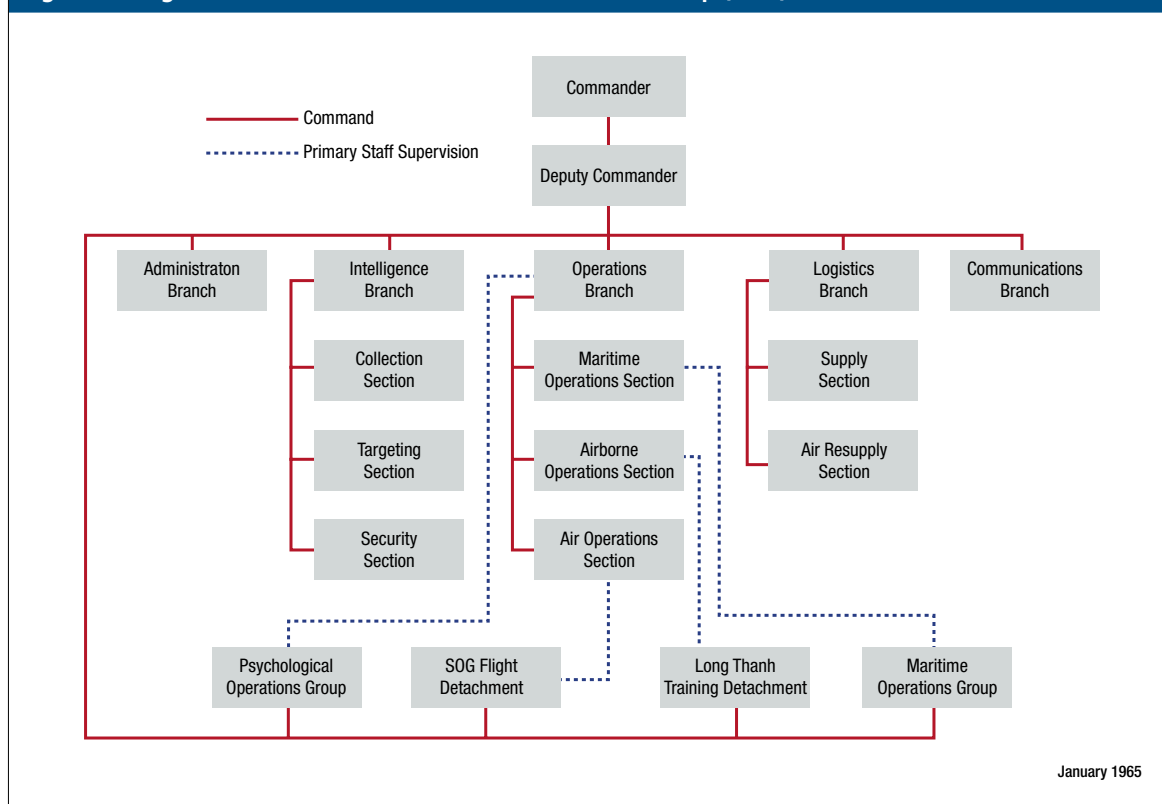 Commander
Command
Primary Staff Supervision
Deputy Commander
Administraton
Branch
Intelligence
Branch
Operations
Branch
Logistics
Branch
Communications
Branch
Collection
Section
Maritime
Operations Section
Supply
Section
Targeting
Section
Airborne
Operations Section
Air Resupply
Section
Security
Section
Air Operations
Section
Psychological
Operations Group
SOG Flight
Detachment
Long Thanh
Training Detachment
Maritime
Operations Group
January 1965